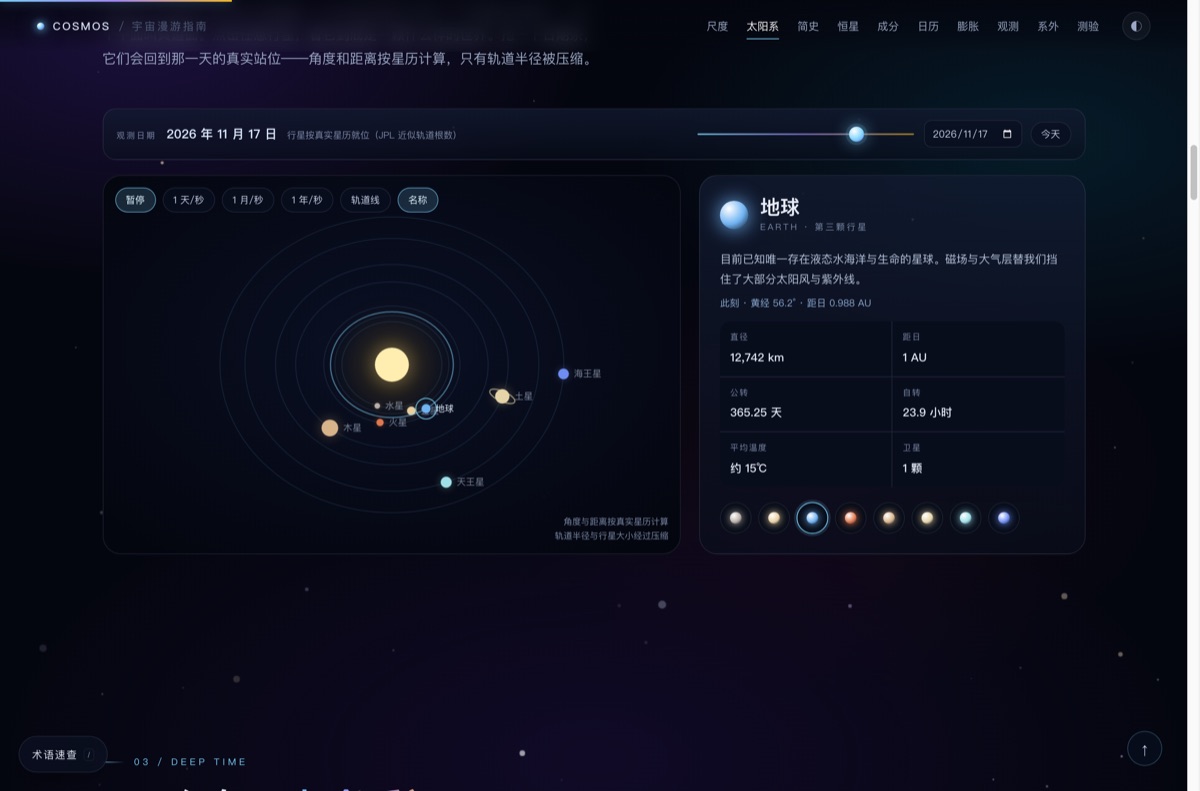 COSMOS / 宇宙漫游指南
尺度 太阳系 简史 恒星 成分 日历 膨胀 观测 系外 测验
它们会回到那一天的真实站位——角度和距离按星历计算，只有轨道半径被压缩。
观测日期 2026 年 11 月 17 日 行星按真实星历就位（JPL 近似轨道根数）
2026/11/17 今天
暂停 1 天/秒 1 月/秒 1 年/秒 轨道线 名称
海王星
土星
水星
地球
火星
木星
天王星
角度与距离按真实星历计算
轨道半径与行星大小经过压缩
地球
EARTH · 第三颗行星
目前已知唯一存在液态水海洋与生命的星球。磁场与大气层替我们挡
住了大部分太阳风与紫外线。
此刻 · 黄经 56.2° · 距日 0.988 AU
直径 距日
12,742 km 1 AU
公转 自转
365.25 天 23.9 小时
平均温度 卫星
约 15℃ 1 颗
术语速查 /
↑
03 / DEEP TIME